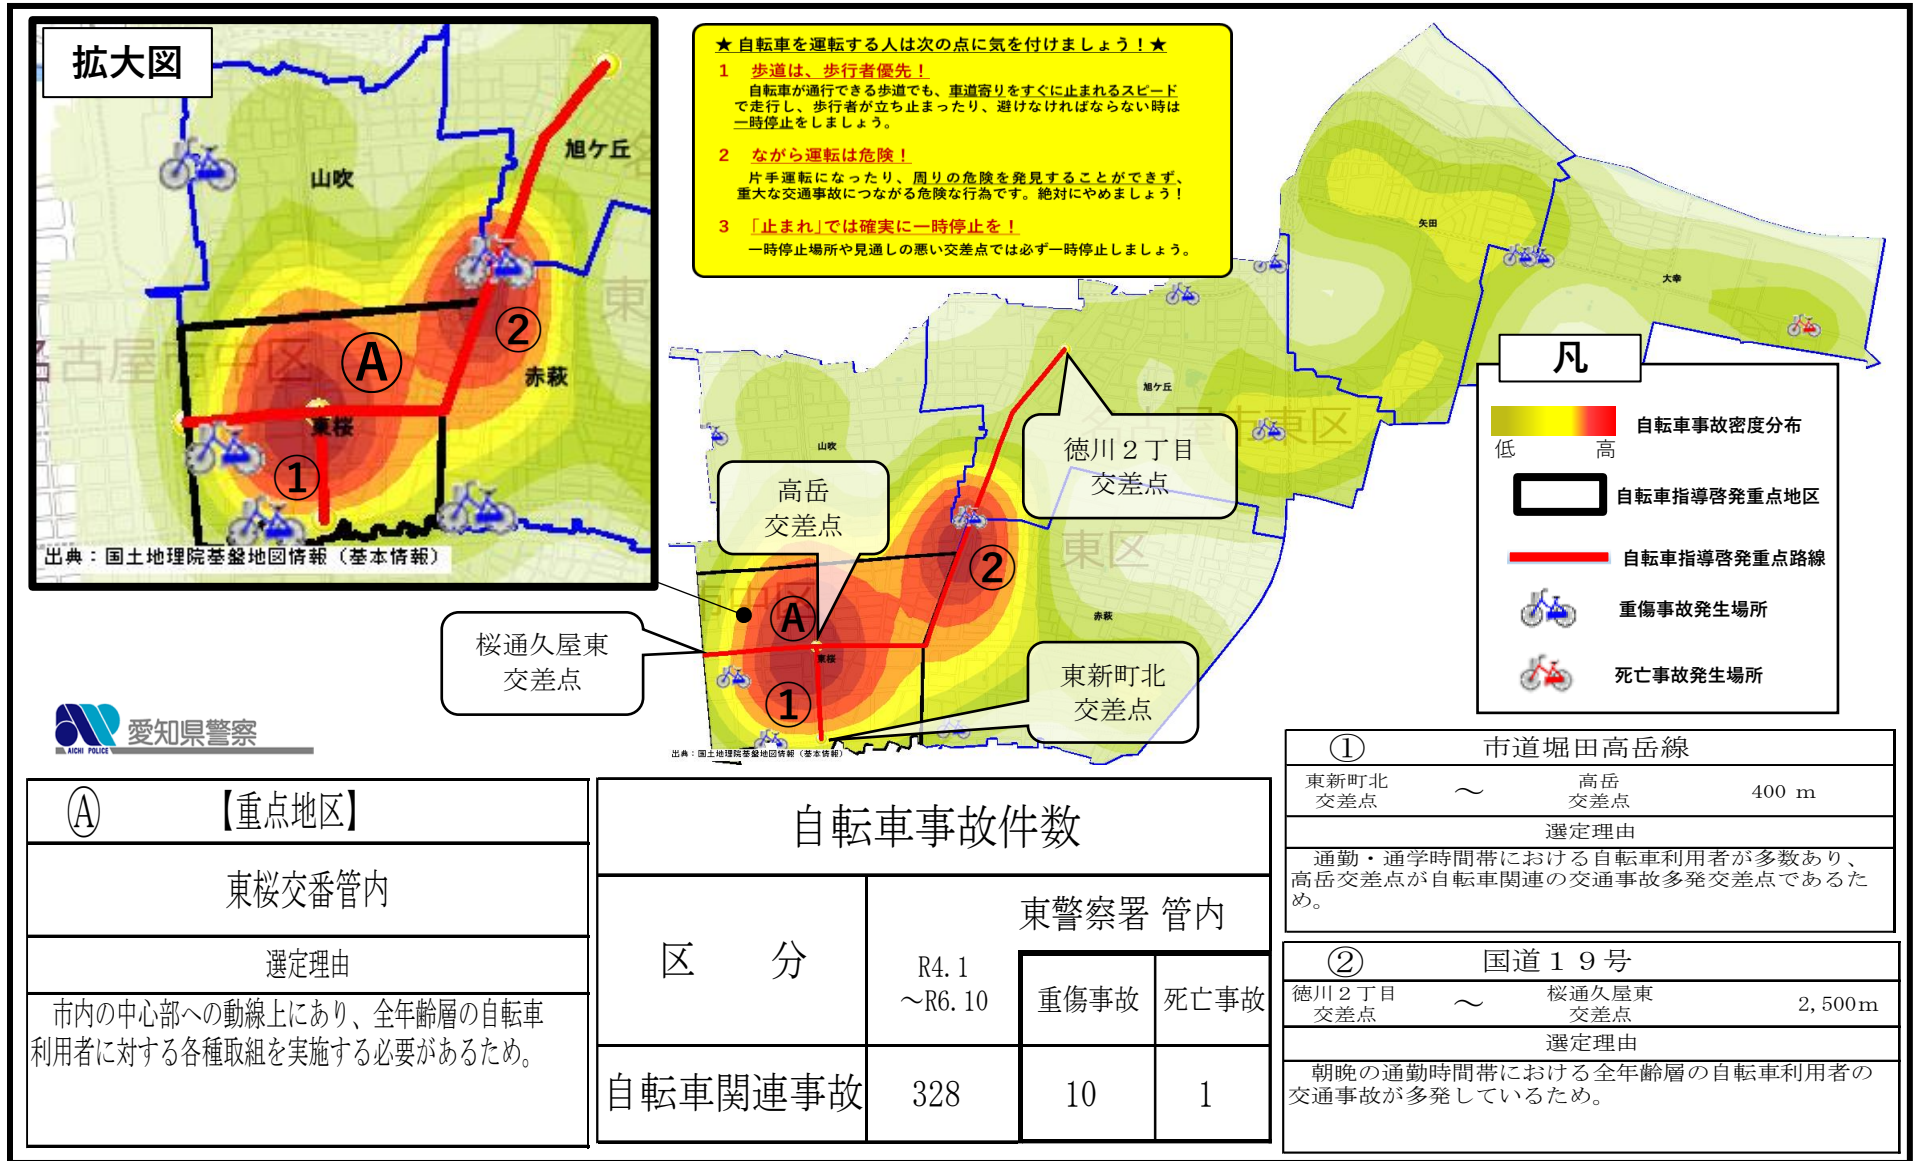 拡大図
旭ケ丘
山吹
東
②
名古屋市中区
Ⓐ
赤萩
東桜
①
出典：国土地理院基盤地図情報（基本情報）
★ 自転車を運転する人は次の点に気を付けましょう！★
1 歩道は、歩行者優先！
自転車が通行できる歩道でも、車道寄りをすぐに止まれるスピード
で走行し、歩行者が立ち止まったり、避けなければならない時は
一時停止をしましょう。
2 ながら運転は危険！
片手運転になったり、周りの危険を発見することができず、
重大な交通事故につながる危険な行為です。絶対にやめましょう！
3 「止まれ」では確実に一時停止を！
一時停止場所や見通しの悪い交差点では必ず一時停止しましょう。
矢田
大幸
旭ケ丘
名古屋市東区
山吹
徳川２丁目
交差点
高岳
交差点
東区
②
市中区
Ⓐ
赤萩
東桜
①
桜通久屋東
交差点
東新町北
交差点
出典：国土地理院基盤地図情報（基本情報）
凡
自転車事故密度分布
低 高
自転車指導啓発重点地区
自転車指導啓発重点路線
重傷事故発生場所
死亡事故発生場所
AICHI POLICE
愛知県警察
Ⓐ 【重点地区】
東桜交番管内
選定理由
市内の中心部への動線上にあり、全年齢層の自転車
利用者に対する各種取組を実施する必要があるため。
自転車事故件数
区 分
東警察署 管内
R4.1
～R6.10
重傷事故 死亡事故
自転車関連事故 328 10 1
① 市道堀田高岳線
東新町北
交差点 ～ 高岳
交差点 400 m
選定理由
通勤・通学時間帯における自転車利用者が多数あり、
高岳交差点が自転車関連の交通事故多発交差点であるた
め。
② 国道１９号
徳川２丁目
交差点 ～ 桜通久屋東
交差点 2,500m
選定理由
朝晩の通勤時間帯における全年齢層の自転車利用者の
交通事故が多発しているため。